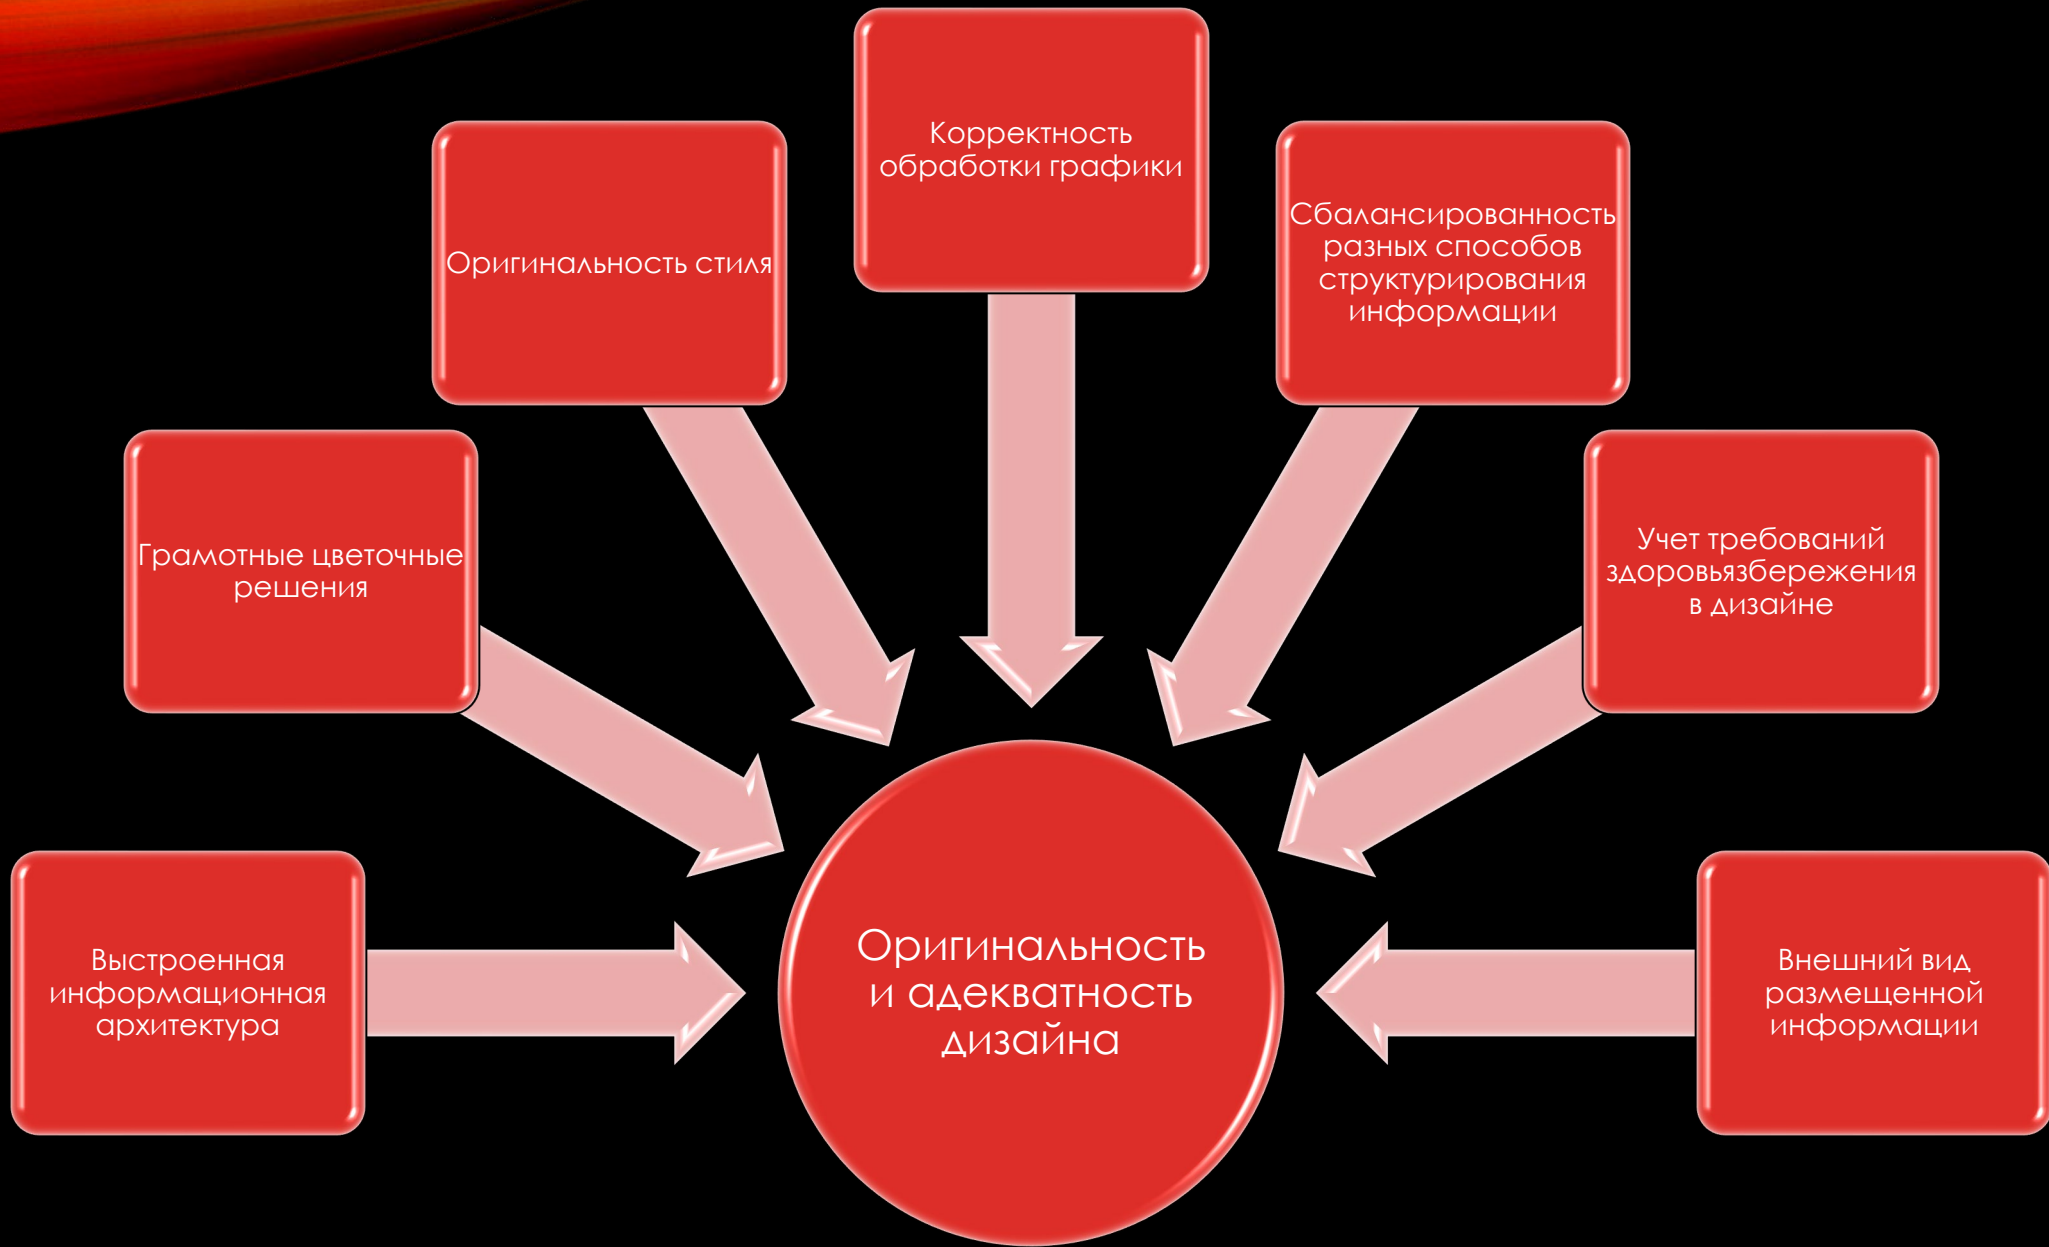 Корректность
обработки графики
Оригинальность стиля
Сбалансированность
разных способов
структурирования
информации
Грамотные цветочные
решения
Учет требований
здоровьязбережения
в дизайне
Выстроенная
информационная
архитектура
Оригинальность
и адекватность
дизайна
Внешний вид
размещенной
информации